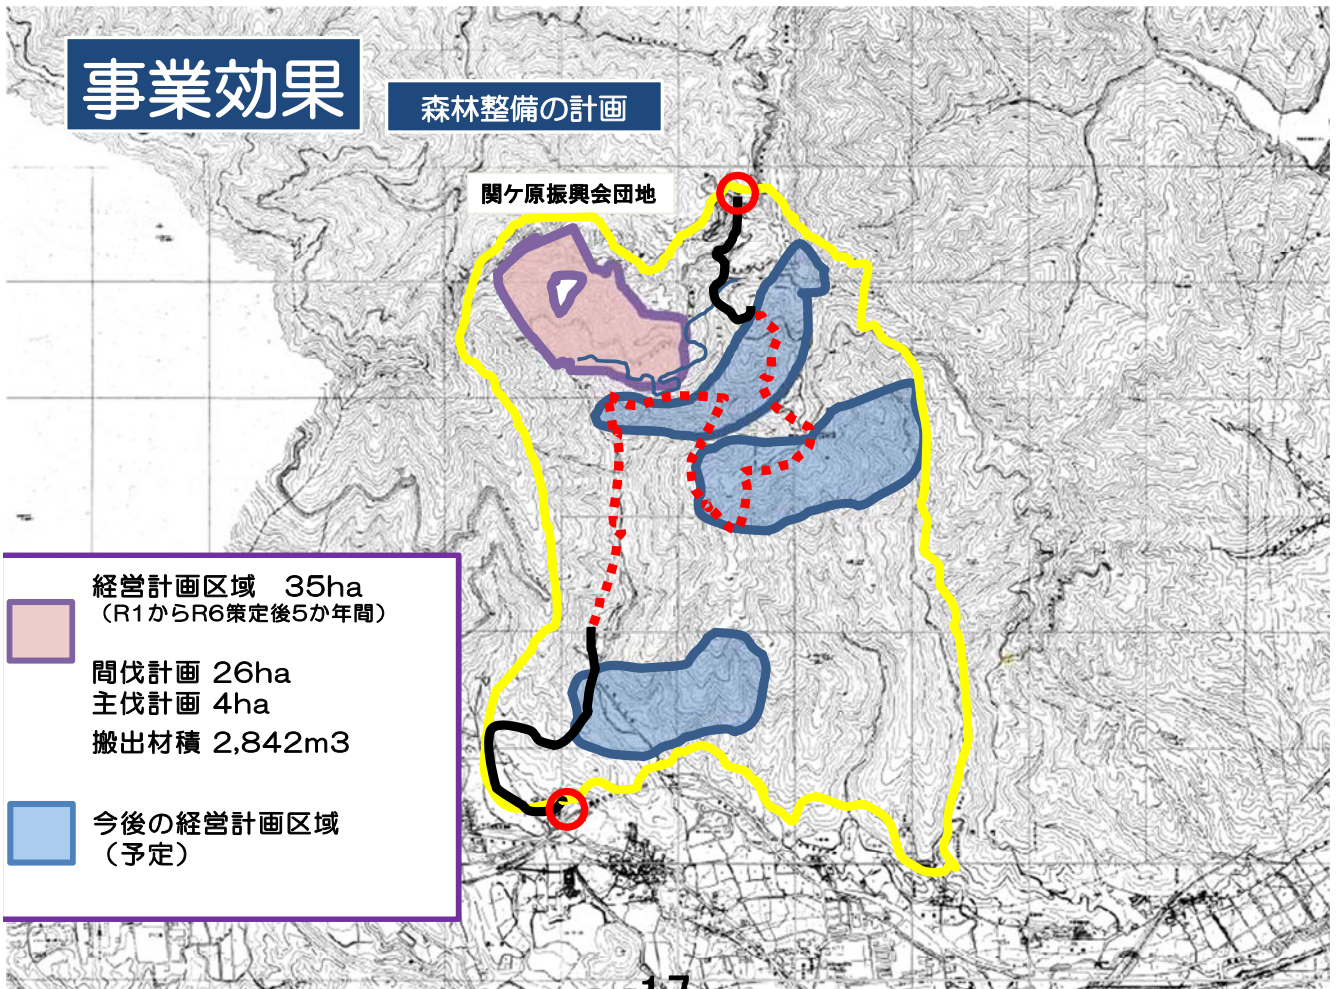 事業効果
森林整備の計画
関ケ原振興会団地
経営計画区域　35ha
（R1からR6策定後5か年間）
間伐計画 26ha
主伐計画 4ha
搬出材積 2,842m3
今後の経営計画区域
（予定）
17